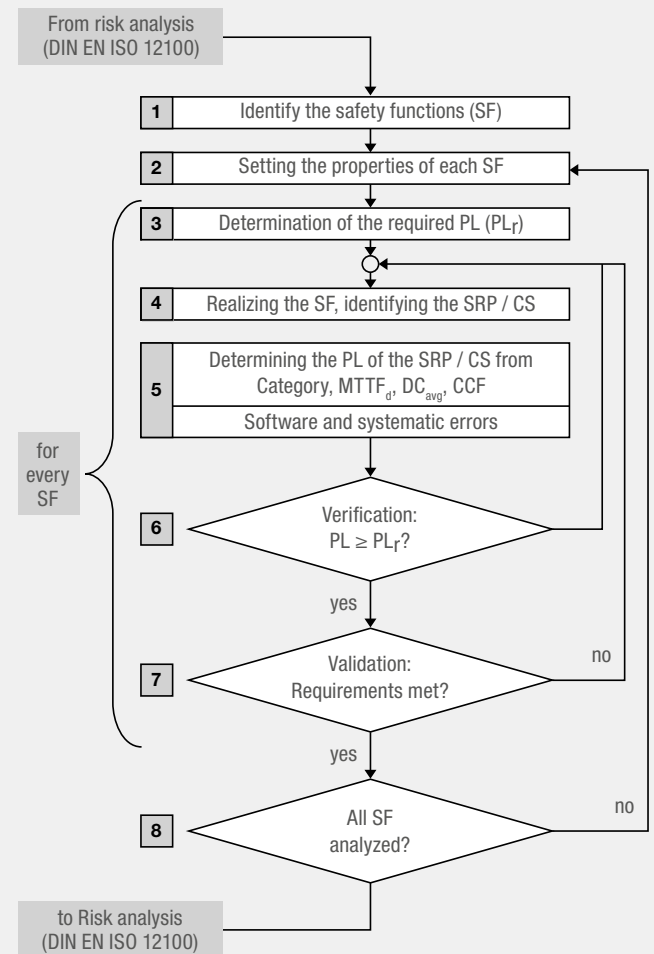 From risk analysis
(DIN EN ISO 12100)
1
Identify the safety functions (SF)
2
Setting the properties of each SF
3
Determination of the required PL (PLr)
4
Realizing the SF, identifying the SRP / CS
5
Determining the PL of the SRP / CS from
Category, MTTFd, DCavg, CCF
Software and systematic errors
for
every
SF
6
Verification:
PL ≥ PLr?
yes
7
Validation:
Requirements met?
no
yes
8
All SF
analyzed?
no
to Risk analysis
(DIN EN ISO 12100)